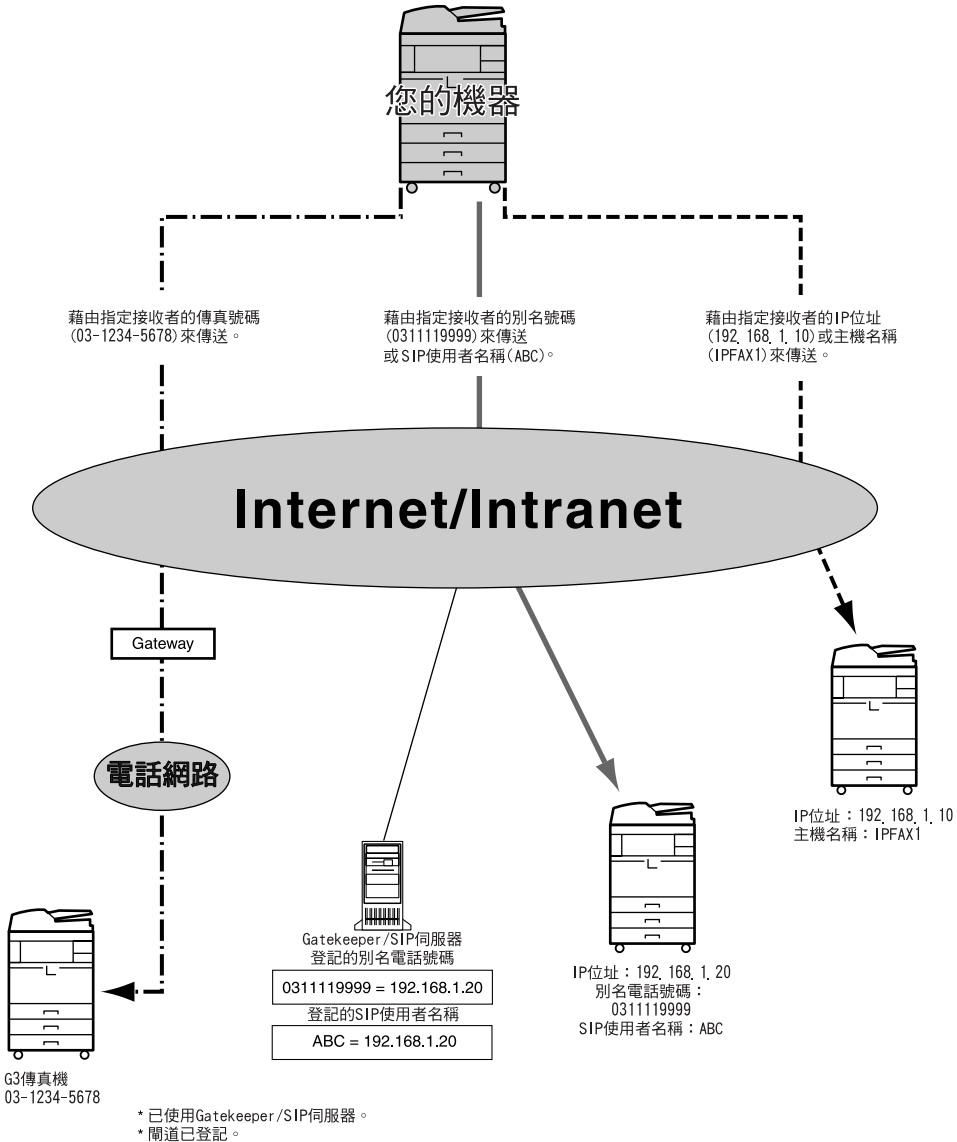 您的機器
藉由指定接收者的傳真號碼
(03-1234-5678)來傳送。
藉由指定接收者的別名號碼
(0311119999)來傳送
或SIP使用者名稱(ABC)。
藉由指定接收者的IP位址
(192.168.1.10)或主機名稱
(IPFAX1)來傳送。
Internet/Intranet
Gateway
電話網路
IP位址：192.168.1.10
主機名稱：IPFAX1
Gatekeeper/SIP伺服器
登記的別名電話號碼
0311119999 = 192.168.1.20
登記的SIP使用者名稱
ABC = 192.168.1.20
IP位址：192.168.1.20
別名電話號碼：
0311119999
SIP使用者名稱：ABC
G3傳真機
03-1234-5678
* 已使用Gatekeeper/SIP伺服器。
* 閘道已登記。